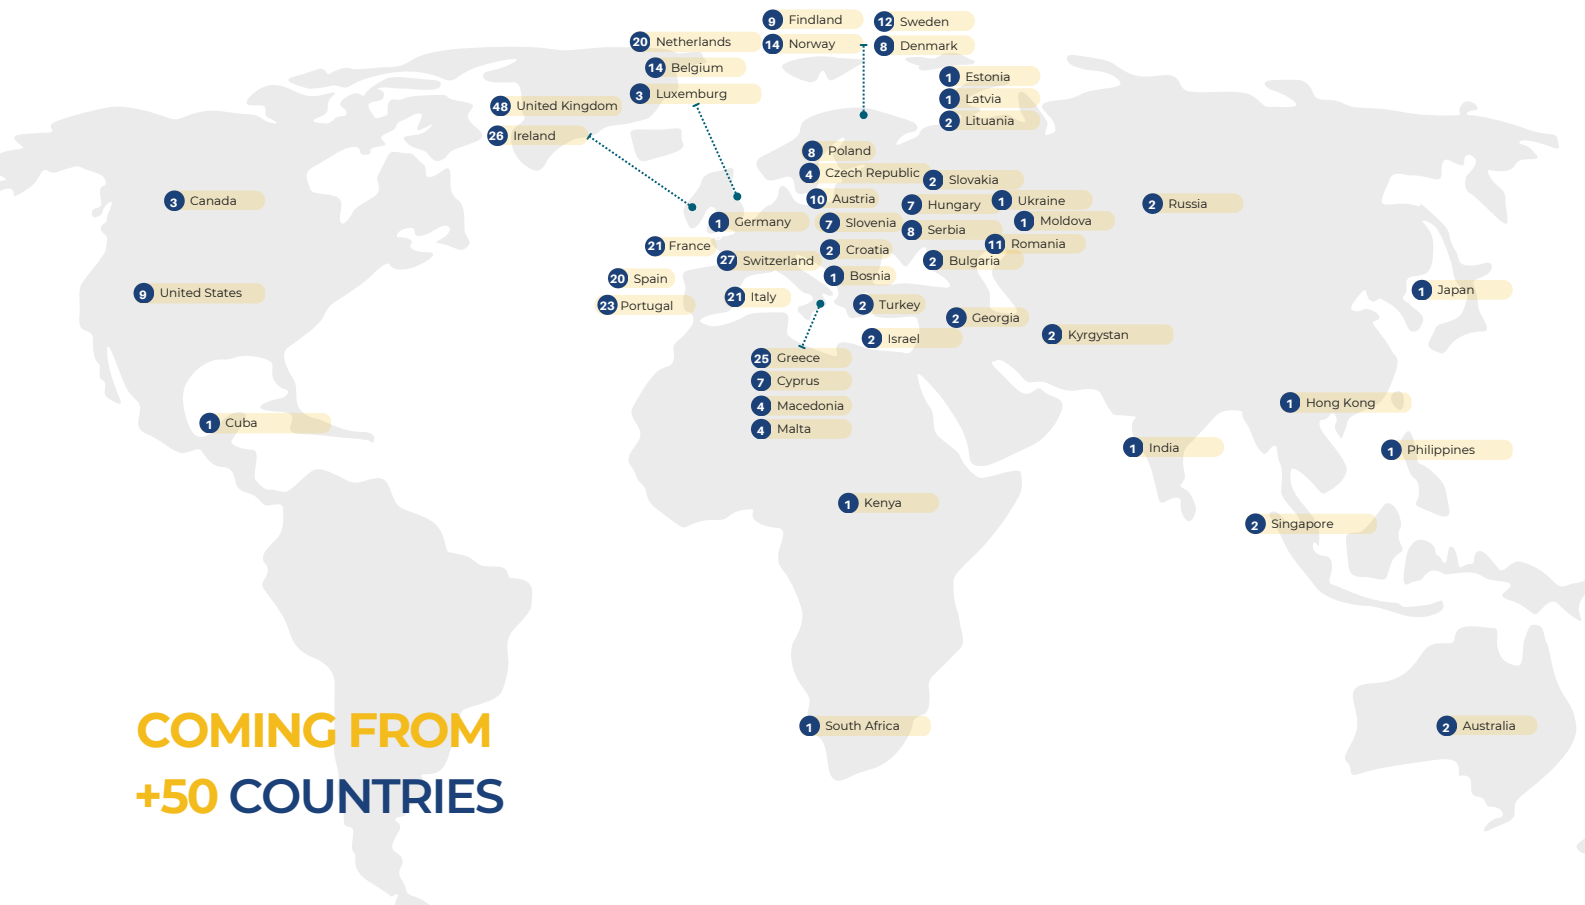 9 Findland
12 Sweden
20 Netherlands
14 Norway
8 Denmark
14 Belgium
1 Estonia
3 Luxemburg
1 Latvia
48 United Kingdom
2 Lituania
26 Ireland
8 Poland
4 Czech Republic
2 Slovakia
3 Canada
10 Austria
7 Hungary
1 Ukraine
2 Russia
1 Germany
7 Slovenia
8 Serbia
1 Moldova
21 France
27 Switzerland
2 Croatia
2 Bulgaria
11 Romania
20 Spain
1 Bosnia
9 United States
23 Portugal
21 Italy
2 Turkey
2 Georgia
1 Japan
2 Israel
2 Kyrgystan
25 Greece
7 Cyprus
4 Macedonia
4 Malta
1 Cuba
1 Hong Kong
1 India
1 Philippines
1 Kenya
2 Singapore
1 South Africa
2 Australia
COMING FROM
+50 COUNTRIES